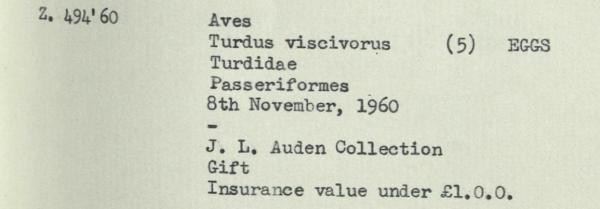 Z. 494'60
Aves
Turdus viscivorus (5) EGGS
Turdidae
Passeriformes
8th November, 1960
-
J. L. Auden Collection
Gift
Insurance value under £1.0.0.